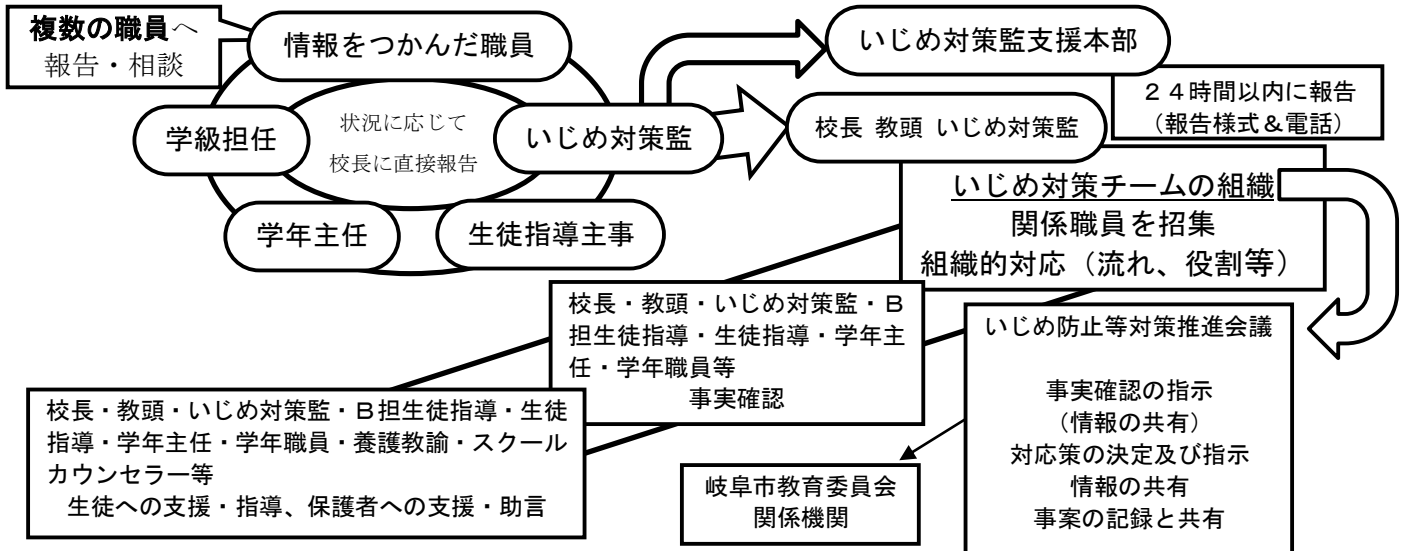 複数の職員へ
報告・相談
情報をつかんだ職員
いじめ対策監支援本部
２４時間以内に報告
（報告様式＆電話）
学級担任
状況に応じて
校長に直接報告
いじめ対策監
校長 教頭 いじめ対策監
学年主任
生徒指導主事
いじめ対策チームの組織
関係職員を招集
組織的対応（流れ、役割等）
校長・教頭・いじめ対策監・Ｂ
担生徒指導・生徒指導・学年主
任・学年職員等
事実確認
いじめ防止等対策推進会議
事実確認の指示
（情報の共有）
対応策の決定及び指示
情報の共有
事案の記録と共有
校長・教頭・いじめ対策監・Ｂ担生徒指導・生徒
指導・学年主任・学年職員・養護教諭・スクール
カウンセラー等
生徒への支援・指導、保護者への支援・助言
岐阜市教育委員会
関係機関